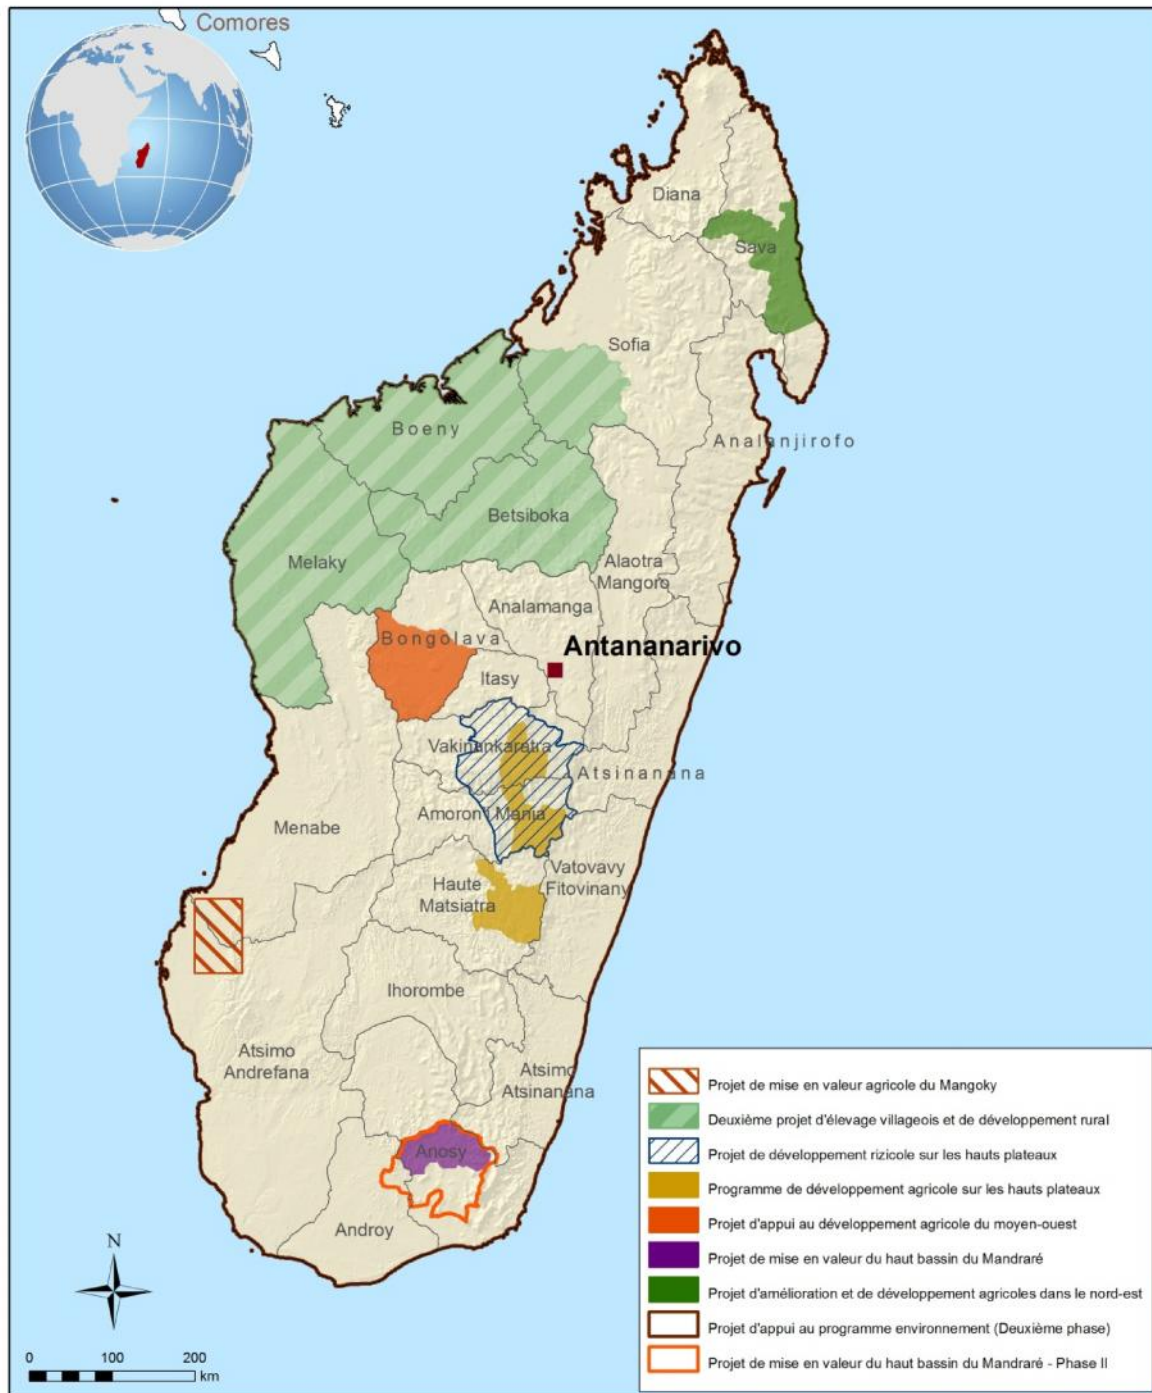 Comores
Diana
Sava
Sofia
Analanjirofo
Boeny
Betsiboka
Melaky
Alaotra
Mangoro
Analamanga
Bongolava
Antananarivo
Itasy
Vakinankaratra
Atsinanana
Amoron'i Mania
Menabe
Vatovavy
Fitovinany
Haute
Matsiatra
Ihorombe
Atsimo
Andrefana
Atsimo
Atsinanana
Anosy
Androy
N
0 100 200
km
Projet de mise en valeur agricole du Mangoky
Deuxième projet d'élevage villageois et de développement rural
Projet de développement rizicole sur les hauts plateaux
Programme de développement agricole sur les hauts plateaux
Projet d'appui au développement agricole du moyen-ouest
Projet de mise en valeur du haut bassin du Mandraré
Projet d'amélioration et de développement agricoles dans le nord-est
Projet d'appui au programme environnement (Deuxième phase)
Projet de mise en valeur du haut bassin du Mandraré - Phase II